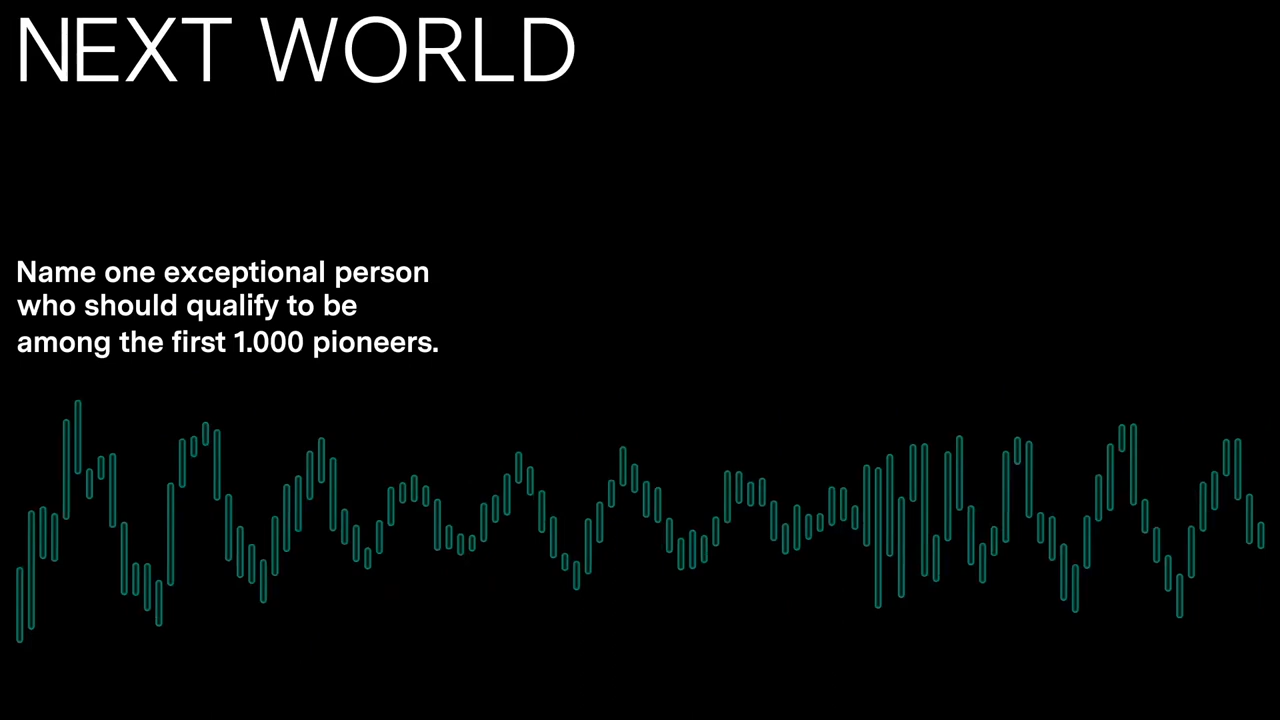 NEXT WORLD
Name one exceptional person
who should qualify to be
among the first 1.000 pioneers.